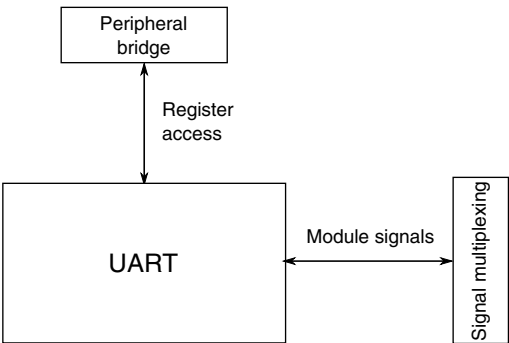 Peripheral
bridge
Register
access
UART
Module signals
Signal multiplexing